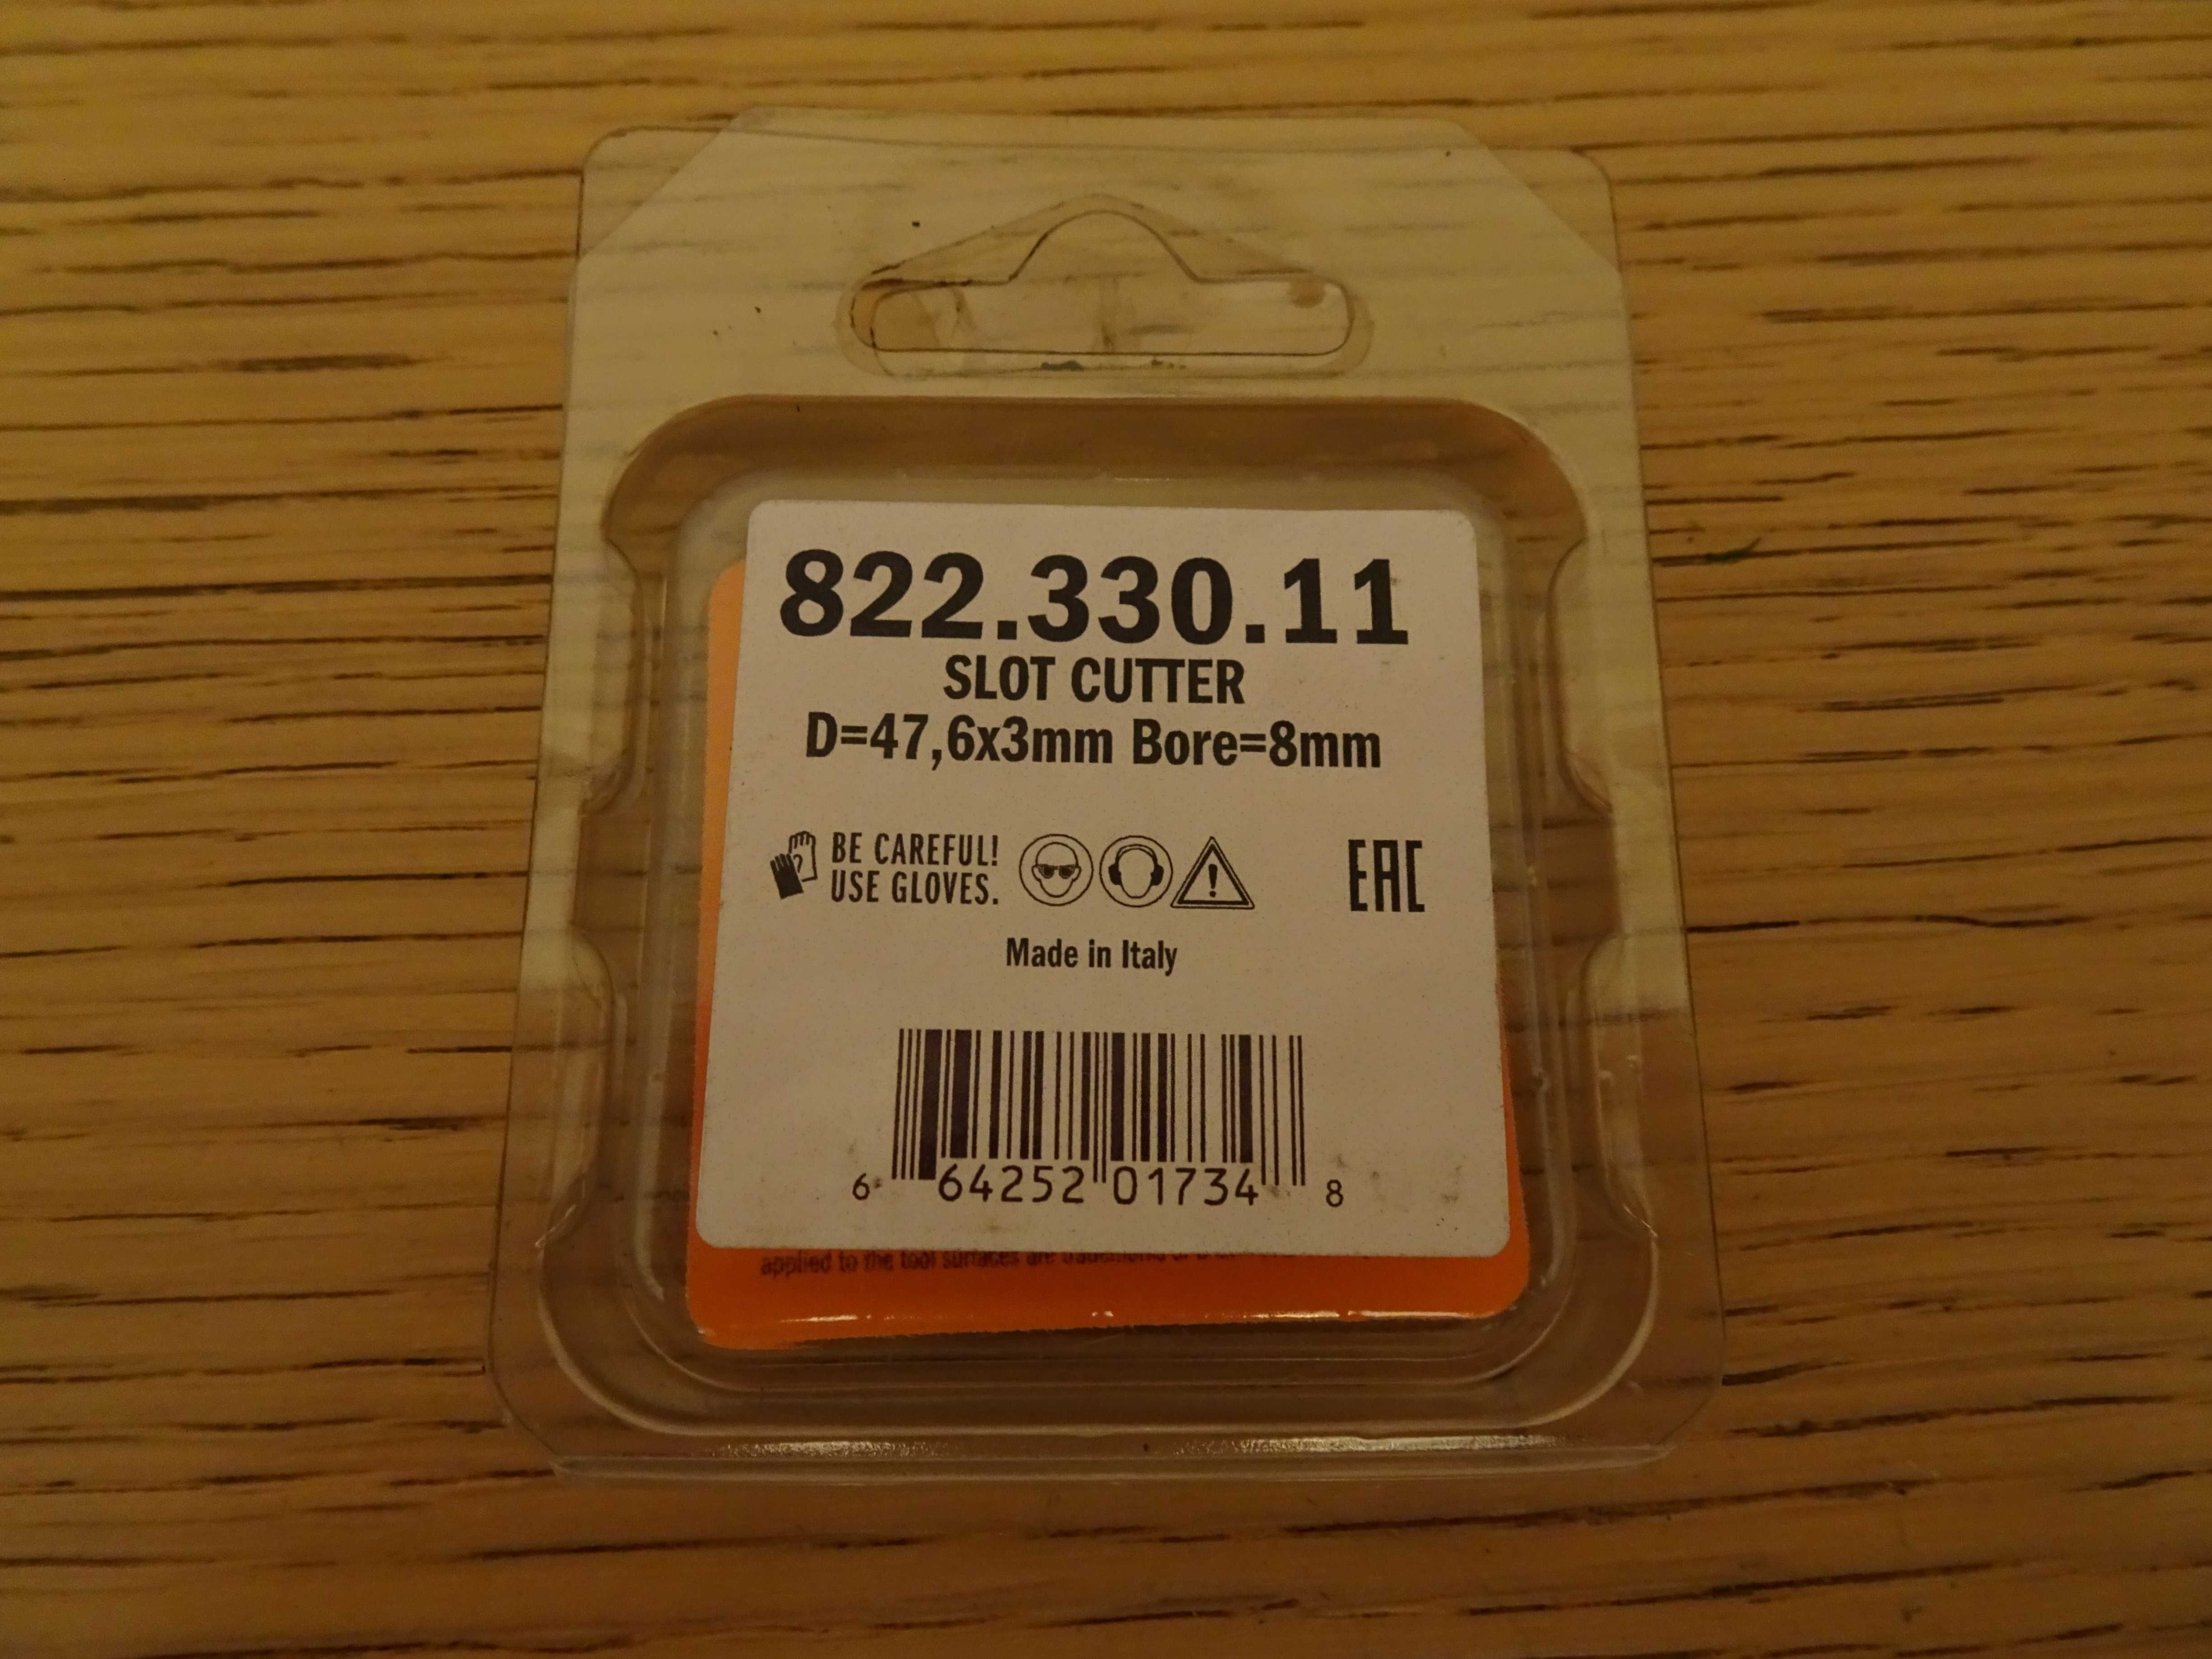 822.330.11
SLOT CUTTER
D=47,6x3mm Bore=8mm
BE CAREFUL!
USE GLOVES.
EAC
Made in Italy
6 64252 01734 8
applied to the tool surfaces are